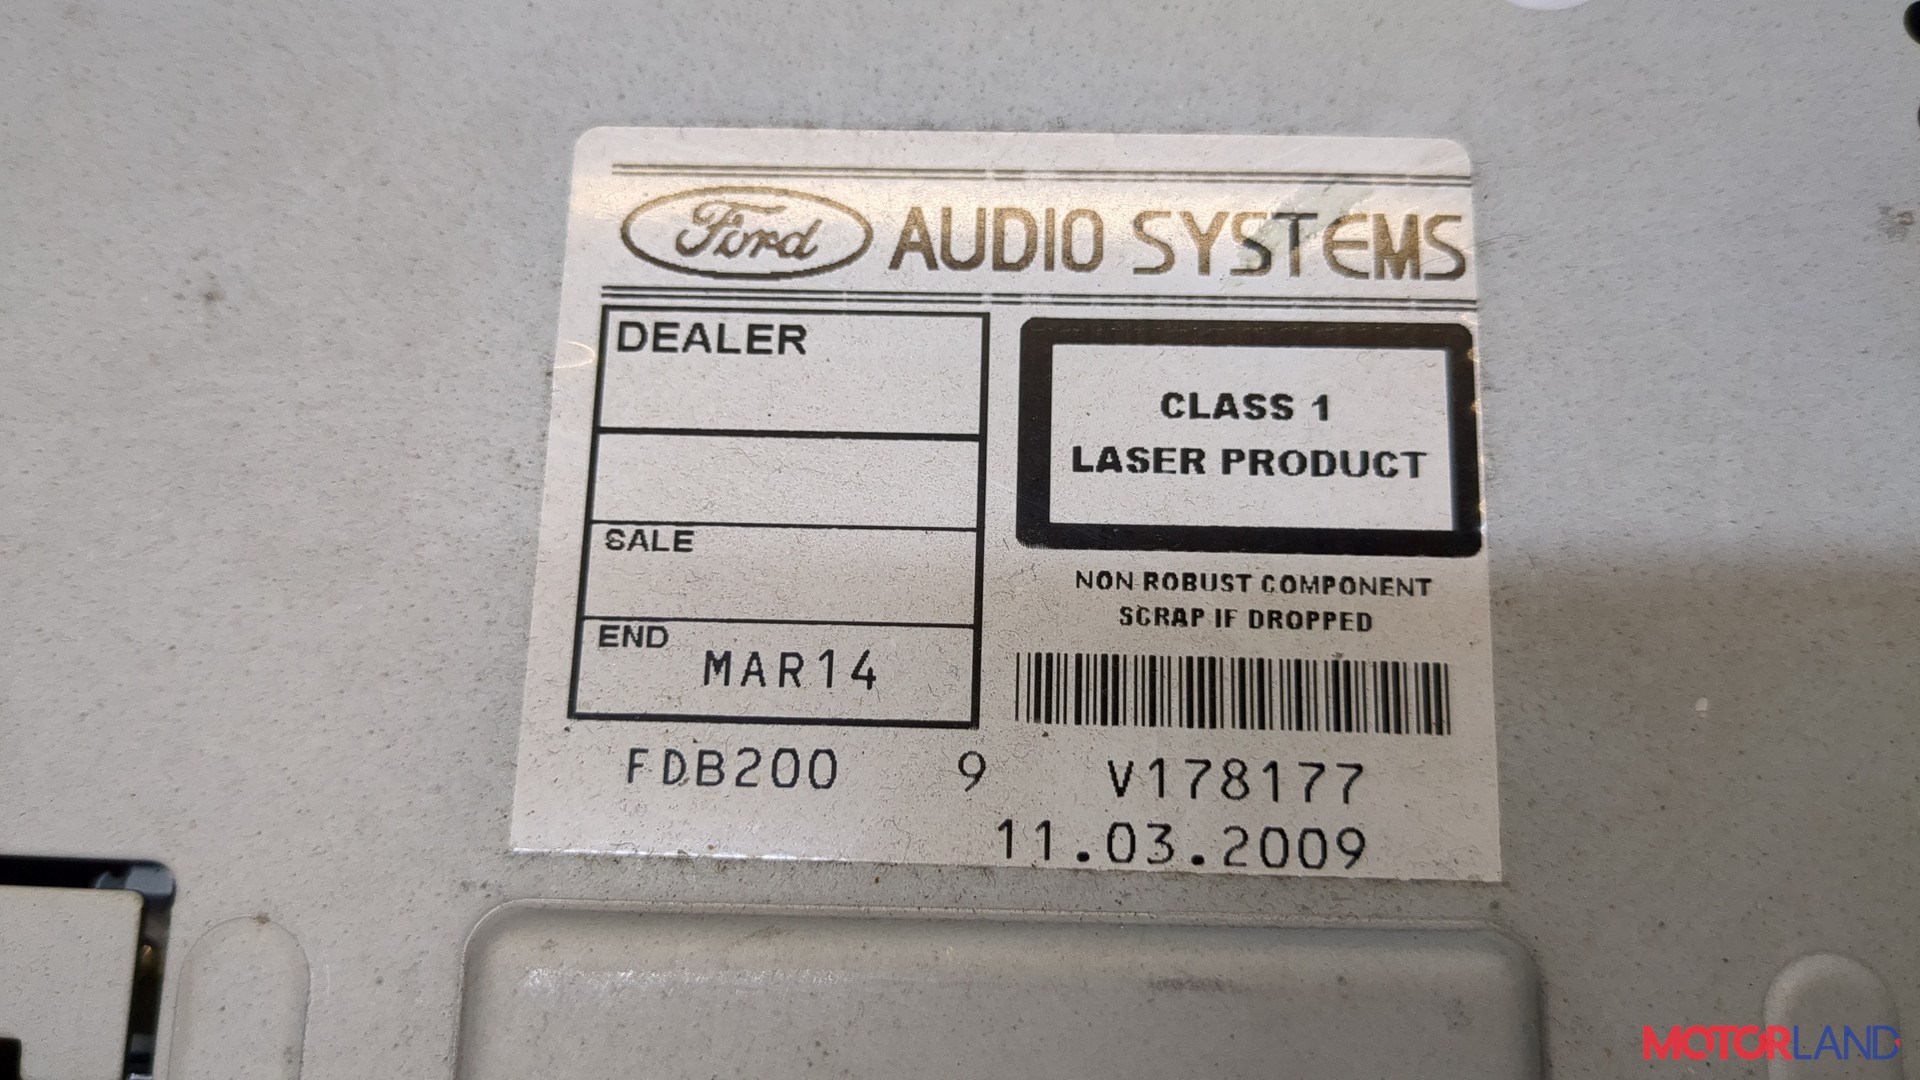 Ford AUDIO SYSTEMS
DEALER
SALE
END
MAR14
CLASS 1
LASER PRODUCT
NON ROBUST COMPONENT
SCRAP IF DROPPED
FDB200 9 V178177
11.03.2009
MOTORLAND